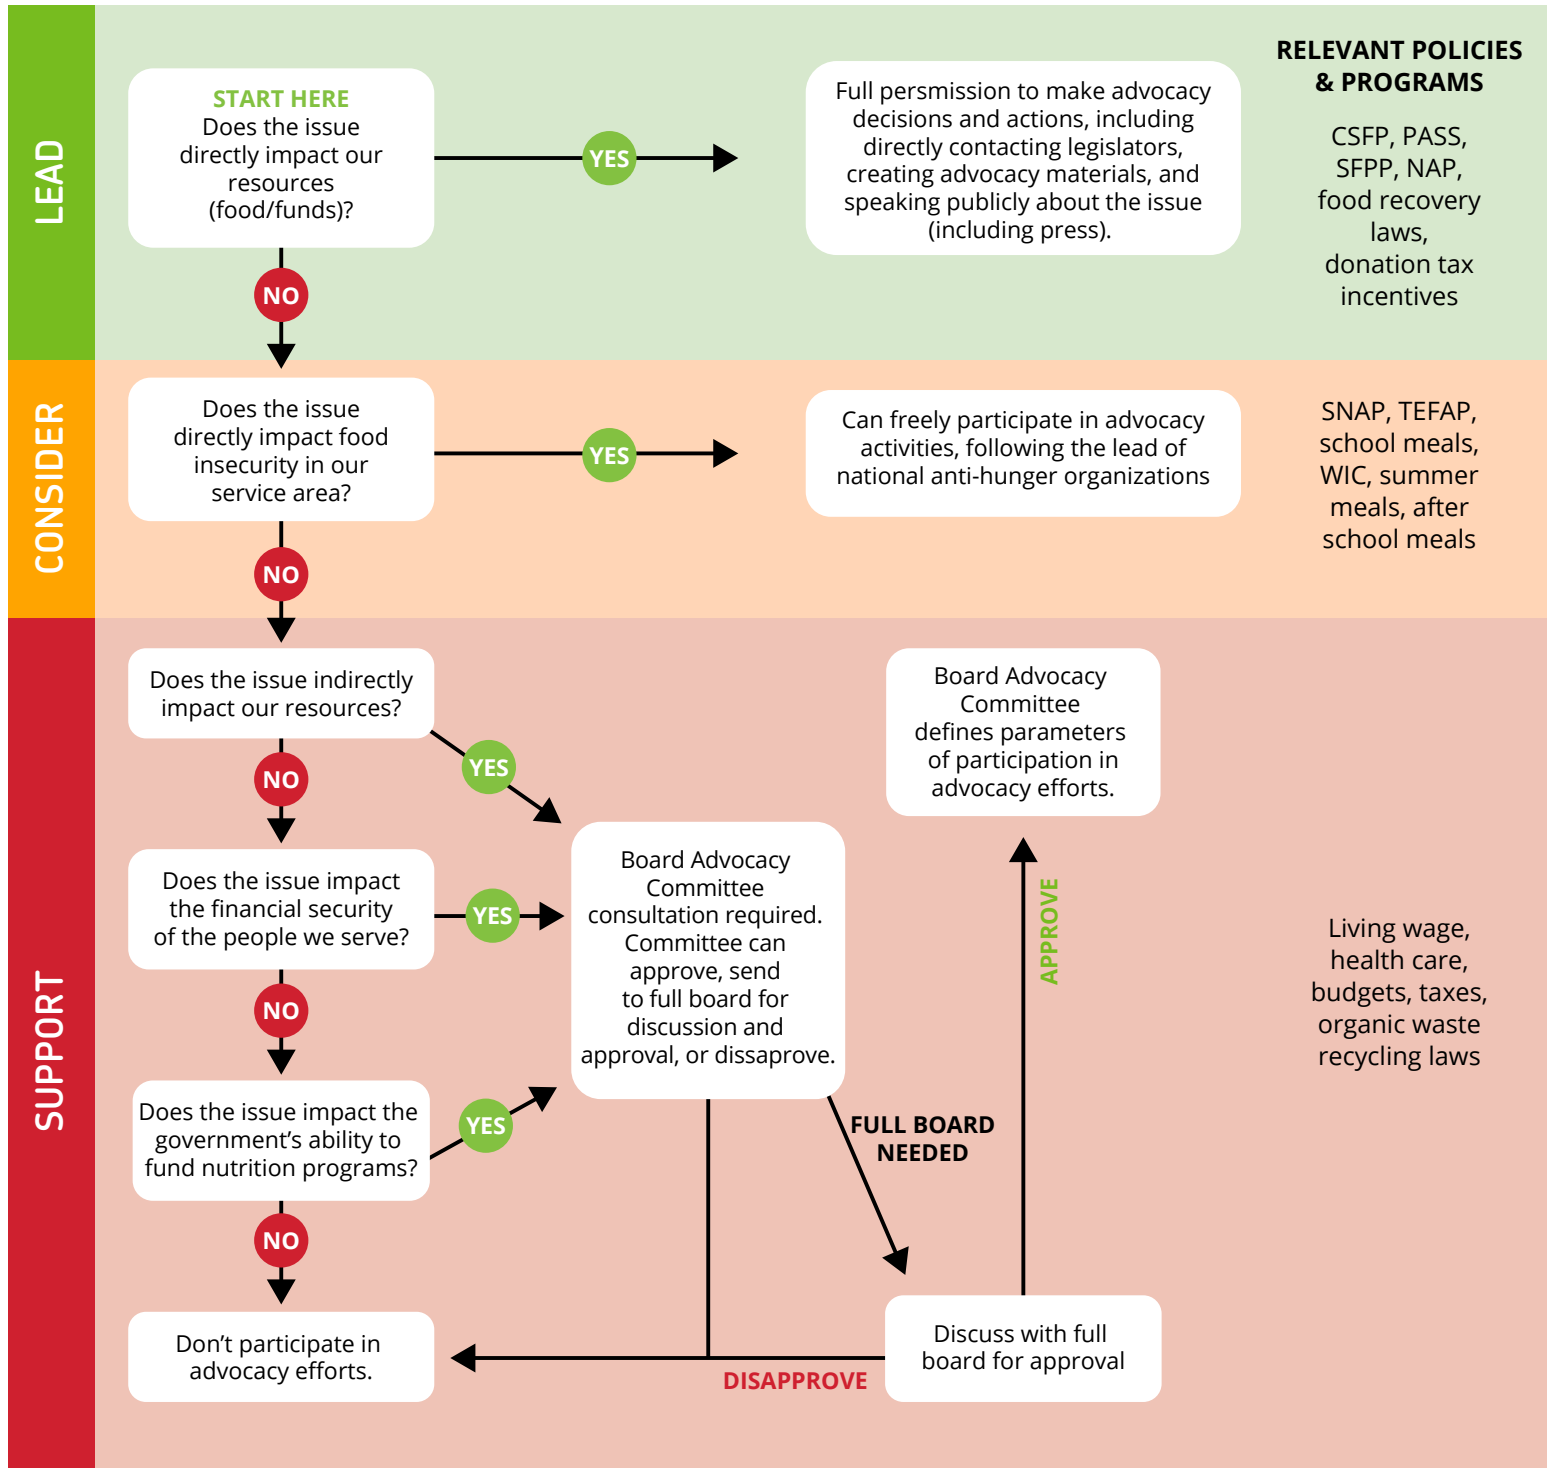 LEAD
START HERE
Does the issue
directly impact our
resources
(food/funds)?
YES
Full persmission to make advocacy
decisions and actions, including
directly contacting legislators,
creating advocacy materials, and
speaking publicly about the issue
(including press).
RELEVANT POLICIES
& PROGRAMS
CSFP, PASS,
SFPP, NAP,
food recovery
laws,
donation tax
incentives
NO
CONSIDER
Does the issue
directly impact food
insecurity in our
service area?
YES
Can freely participate in advocacy
activities, following the lead of
national anti-hunger organizations
SNAP, TEFAP,
school meals,
WIC, summer
meals, after
school meals
NO
SUPPORT
Does the issue indirectly
impact our resources?
YES
NO
Does the issue impact
the financial security
of the people we serve?
YES
NO
Does the issue impact the
government’s ability to
fund nutrition programs?
YES
NO
Don’t participate in
advocacy efforts.
Board Advocacy
Committee
consultation required.
Committee can
approve, send
to full board for
discussion and
approval, or dissaprove.
FULL BOARD
NEEDED
Discuss with full
board for approval
DISAPPROVE
APPROVE
Board Advocacy
Committee
defines parameters
of participation in
advocacy efforts.
Living wage,
health care,
budgets, taxes,
organic waste
recycling laws